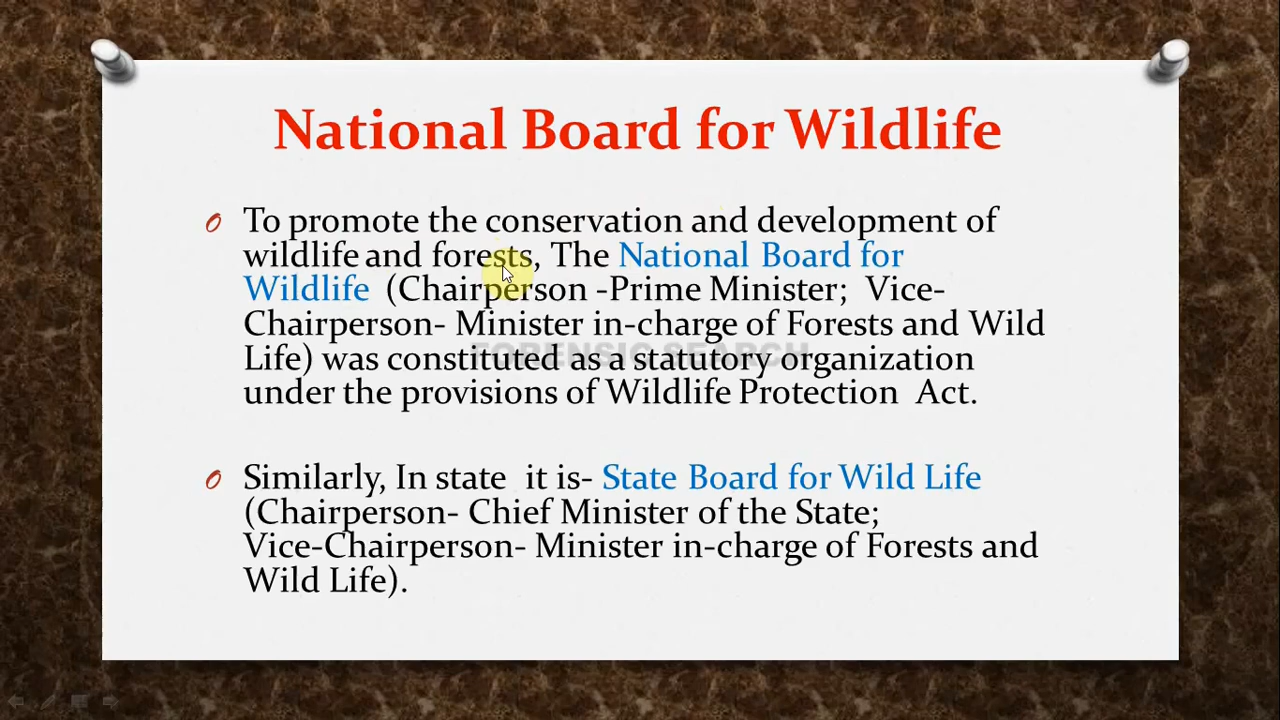 National Board for Wildlife
To promote the conservation and development of
wildlife and forests, The National Board for
Wildlife (Chairperson -Prime Minister; Vice-
Chairperson- Minister in-charge of Forests and Wild
Life) was constituted as a statutory organization
under the provisions of Wildlife Protection Act.
FORENSIC SEARCH
Similarly, In state it is- State Board for Wild Life
(Chairperson- Chief Minister of the State;
Vice-Chairperson- Minister in-charge of Forests and
Wild Life).